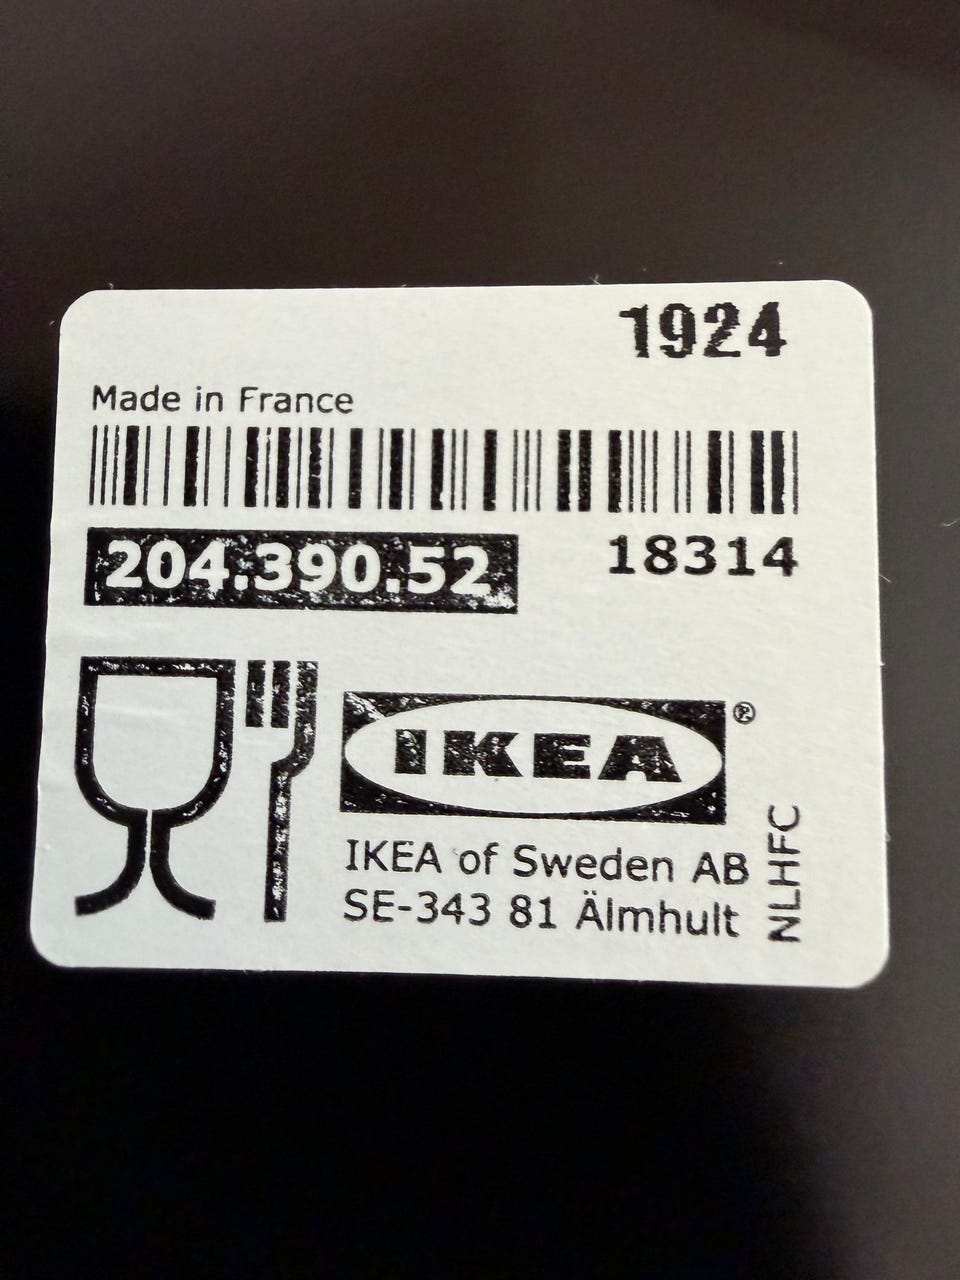 1924
Made in France
204.390.52
18314
IKEA®
IKEA of Sweden AB
SE-343 81 Älmhult
NLHFC